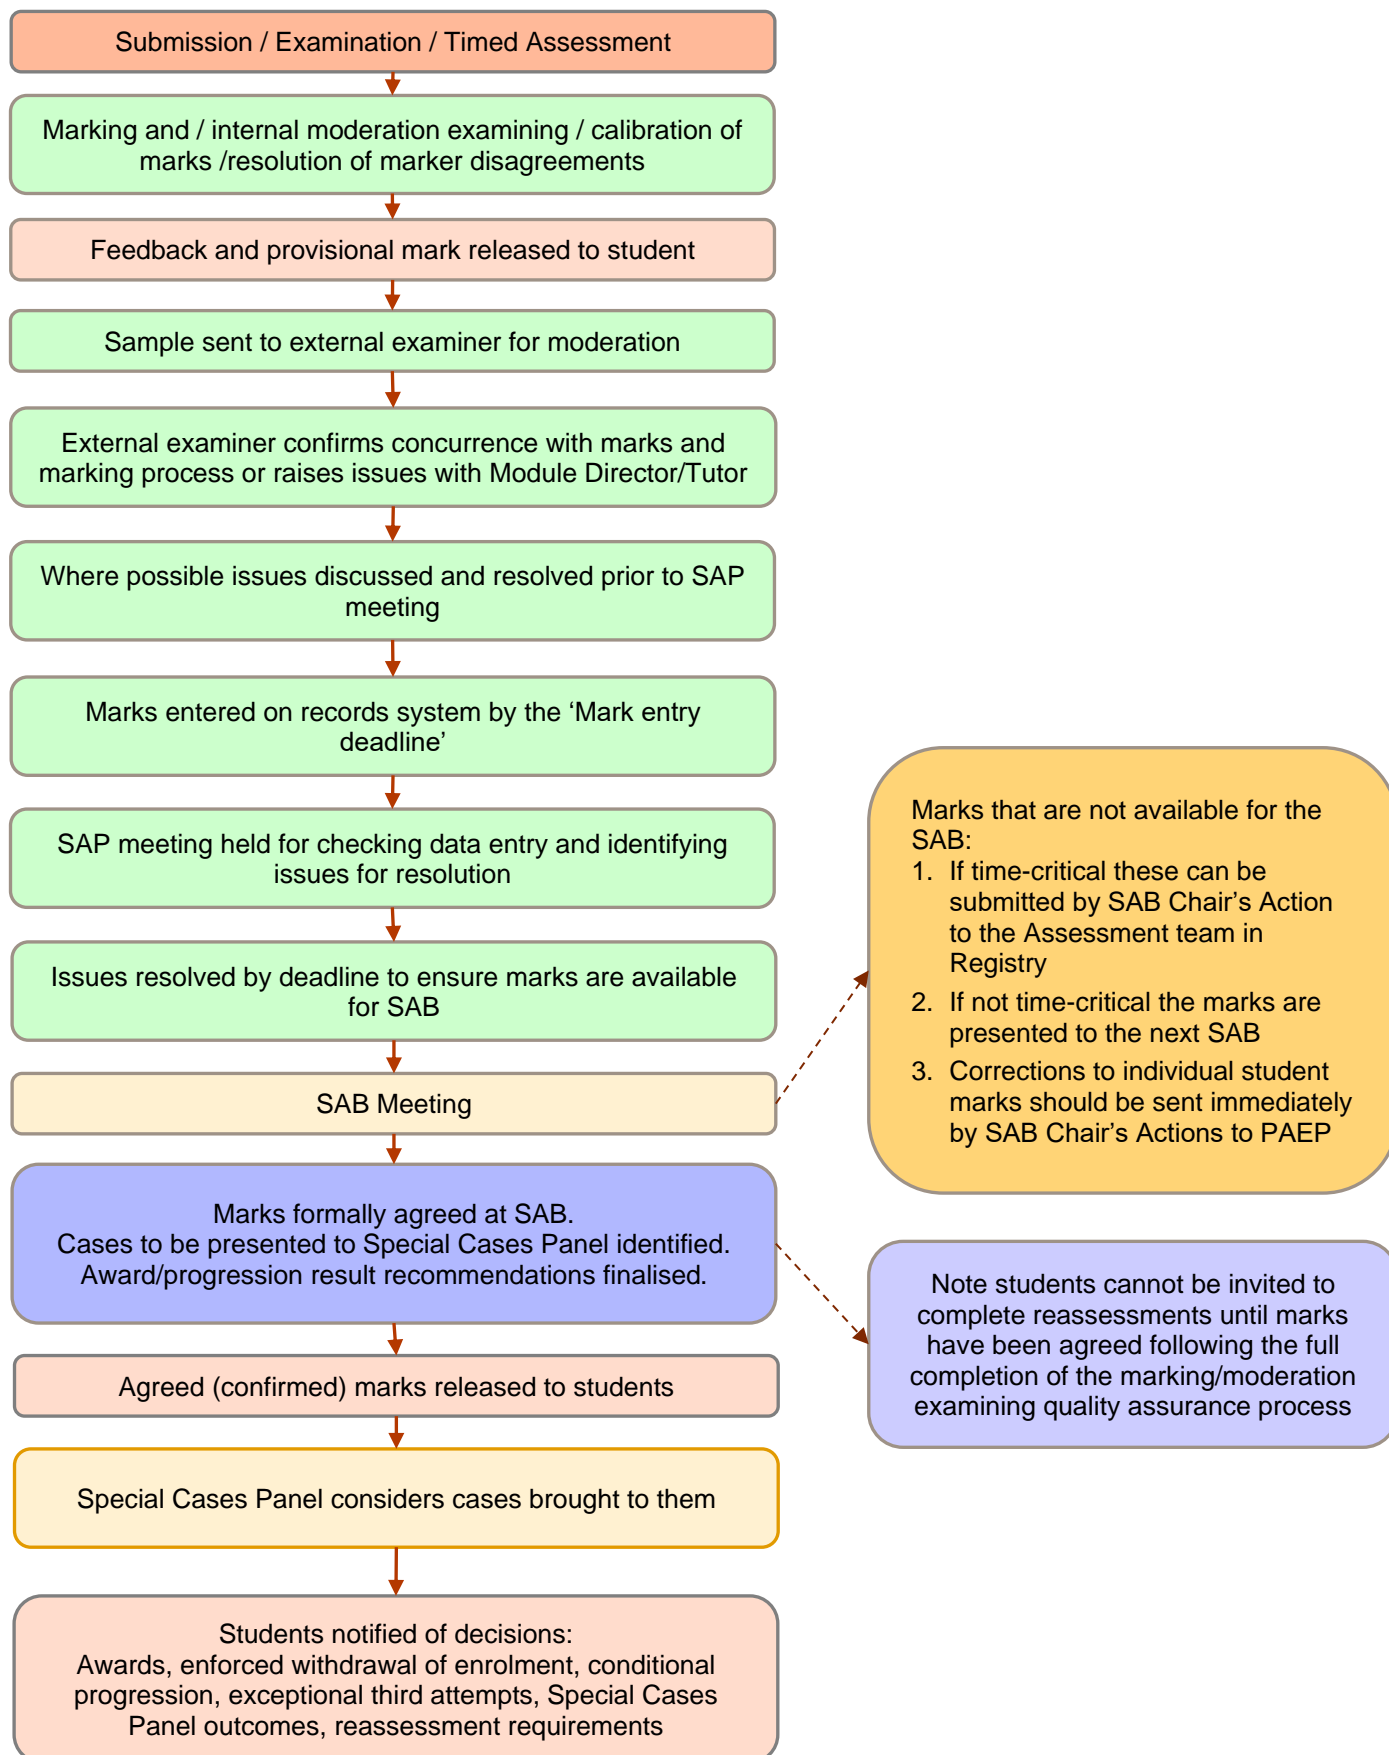 Submission / Examination / Timed Assessment
Marking and / internal moderation examining / calibration of
marks /resolution of marker disagreements
Feedback and provisional mark released to student
Sample sent to external examiner for moderation
External examiner confirms concurrence with marks and
marking process or raises issues with Module Director/Tutor
Where possible issues discussed and resolved prior to SAP
meeting
Marks entered on records system by the ‘Mark entry
deadline’
SAP meeting held for checking data entry and identifying
issues for resolution
Issues resolved by deadline to ensure marks are available
for SAB
SAB Meeting
Marks that are not available for the
SAB:
1. If time-critical these can be
submitted by SAB Chair’s Action
to the Assessment team in
Registry
2. If not time-critical the marks are
presented to the next SAB
3. Corrections to individual student
marks should be sent immediately
by SAB Chair’s Actions to PAEP
Marks formally agreed at SAB.
Cases to be presented to Special Cases Panel identified.
Award/progression result recommendations finalised.
Note students cannot be invited to
complete reassessments until marks
have been agreed following the full
completion of the marking/moderation
examining quality assurance process
Agreed (confirmed) marks released to students
Special Cases Panel considers cases brought to them
Students notified of decisions:
Awards, enforced withdrawal of enrolment, conditional
progression, exceptional third attempts, Special Cases
Panel outcomes, reassessment requirements